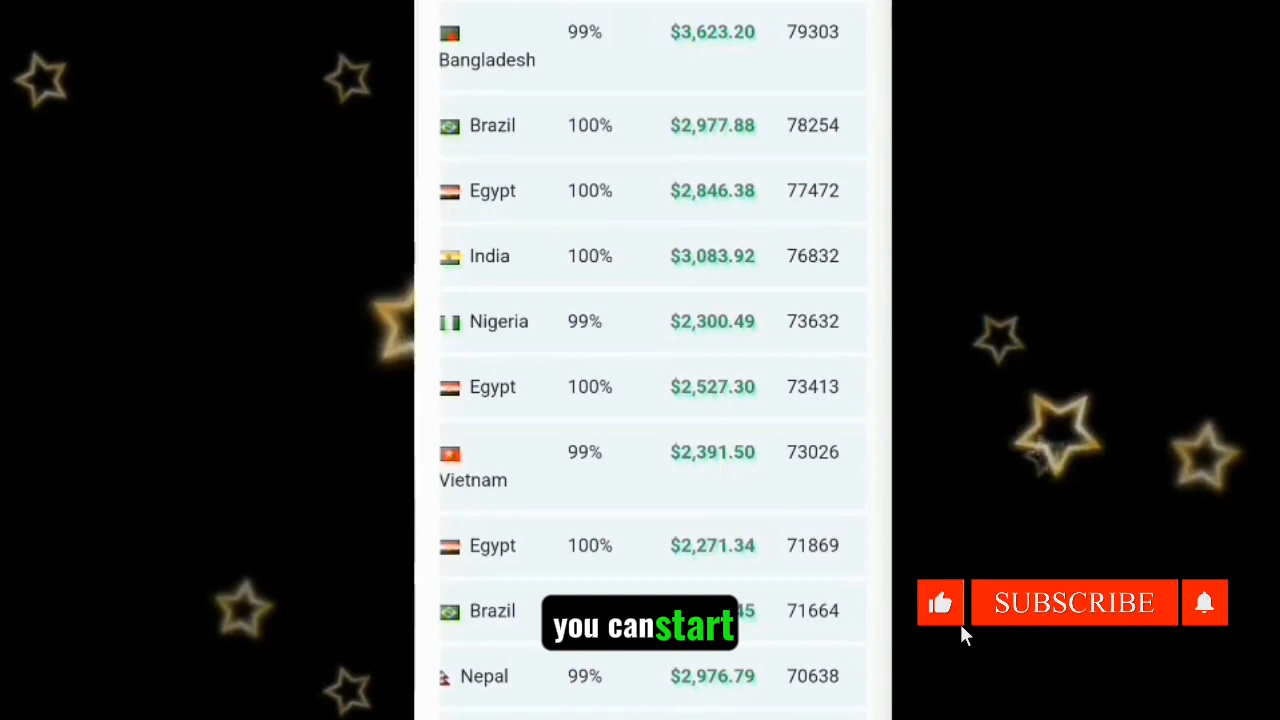 99% $3,623.20 79303
Bangladesh
Brazil 100% $2,977.88 78254
Egypt 100% $2,846.38 77472
India 100% $3,083.92 76832
Nigeria 99% $2,300.49 73632
Egypt 100% $2,527.30 73413
99% $2,391.50 73026
Vietnam
Egypt 100% $2,271.34 71869
Brazil 45 71664
you can start
SUBSCRIBE
Nepal 99% $2,976.79 70638